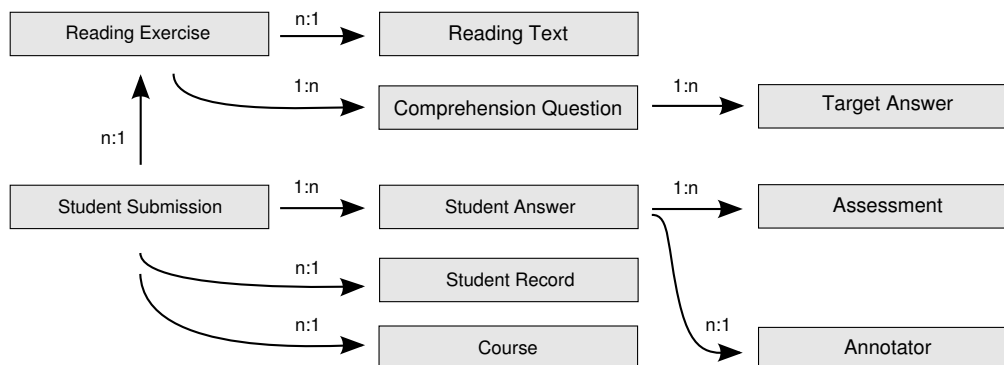 Reading Exercise
n:1
Reading Text
1:n
Comprehension Question
1:n
Target Answer
n:1
Student Submission
1:n
Student Answer
1:n
Assessment
n:1
Student Record
n:1
Course
n:1
Annotator